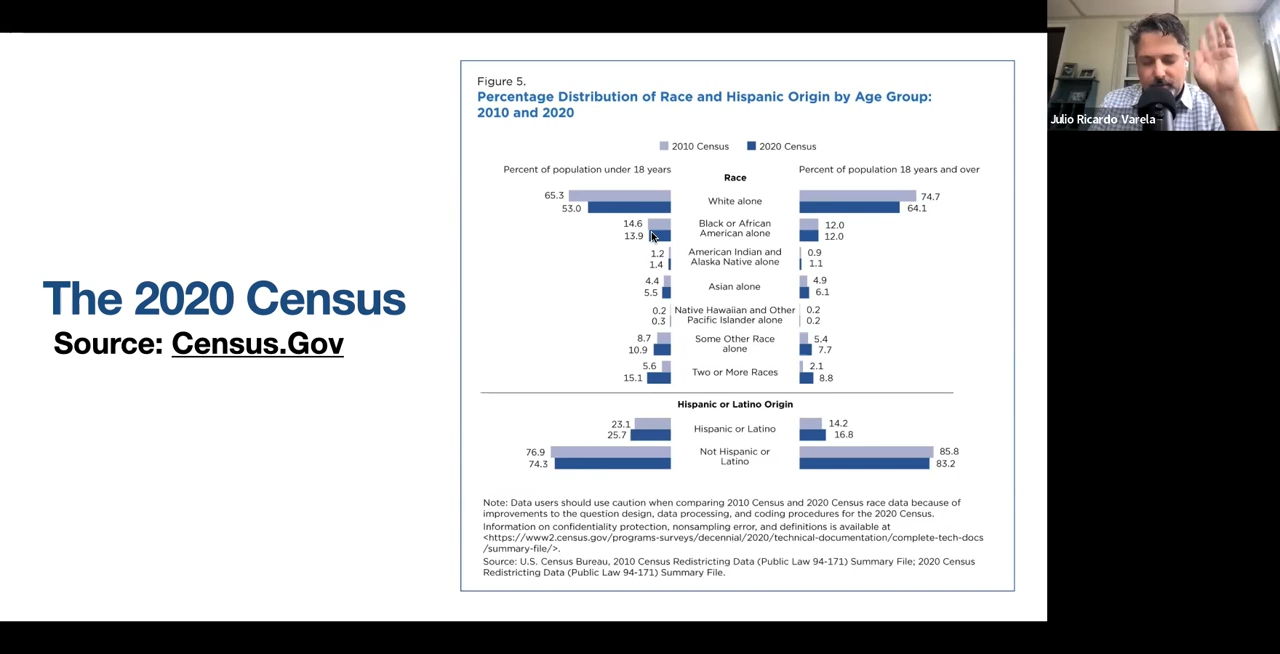 The 2020 Census
Source: Census.Gov
Figure 5.
Percentage Distribution of Race and Hispanic Origin by Age Group:
2010 and 2020
2010 Census 2020 Census
Percent of population under 18 years
Percent of population 18 years and over
Race
65.3
53.0
White alone
74.7
64.1
14.6
13.9
Black or African
American alone
12.0
12.0
1.2
1.4
American Indian and
Alaska Native alone
0.9
1.1
4.4
5.5
Asian alone
4.9
6.1
0.2
0.3
Native Hawaiian and Other
Pacific Islander alone
0.2
0.2
8.7
10.9
Some Other Race
alone
5.4
7.7
5.6
15.1
Two or More Races
2.1
8.8
Hispanic or Latino Origin
23.1
25.7
Hispanic or Latino
14.2
16.8
76.9
74.3
Not Hispanic or
Latino
85.8
83.2
Note: Data users should use caution when comparing 2010 Census and 2020 Census race data because of
improvements to the question design, data processing, and coding procedures for the 2020 Census.
Information on confidentiality protection, nonsampling error, and definitions is available at
<https://www2.census.gov/programs-surveys/decennial/2020/technical-documentation/complete-tech-docs
/summary-file/>.
Source: U.S. Census Bureau, 2010 Census Redistricting Data (Public Law 94-171) Summary File; 2020 Census
Redistricting Data (Public Law 94-171) Summary File.
Julio Ricardo Varela